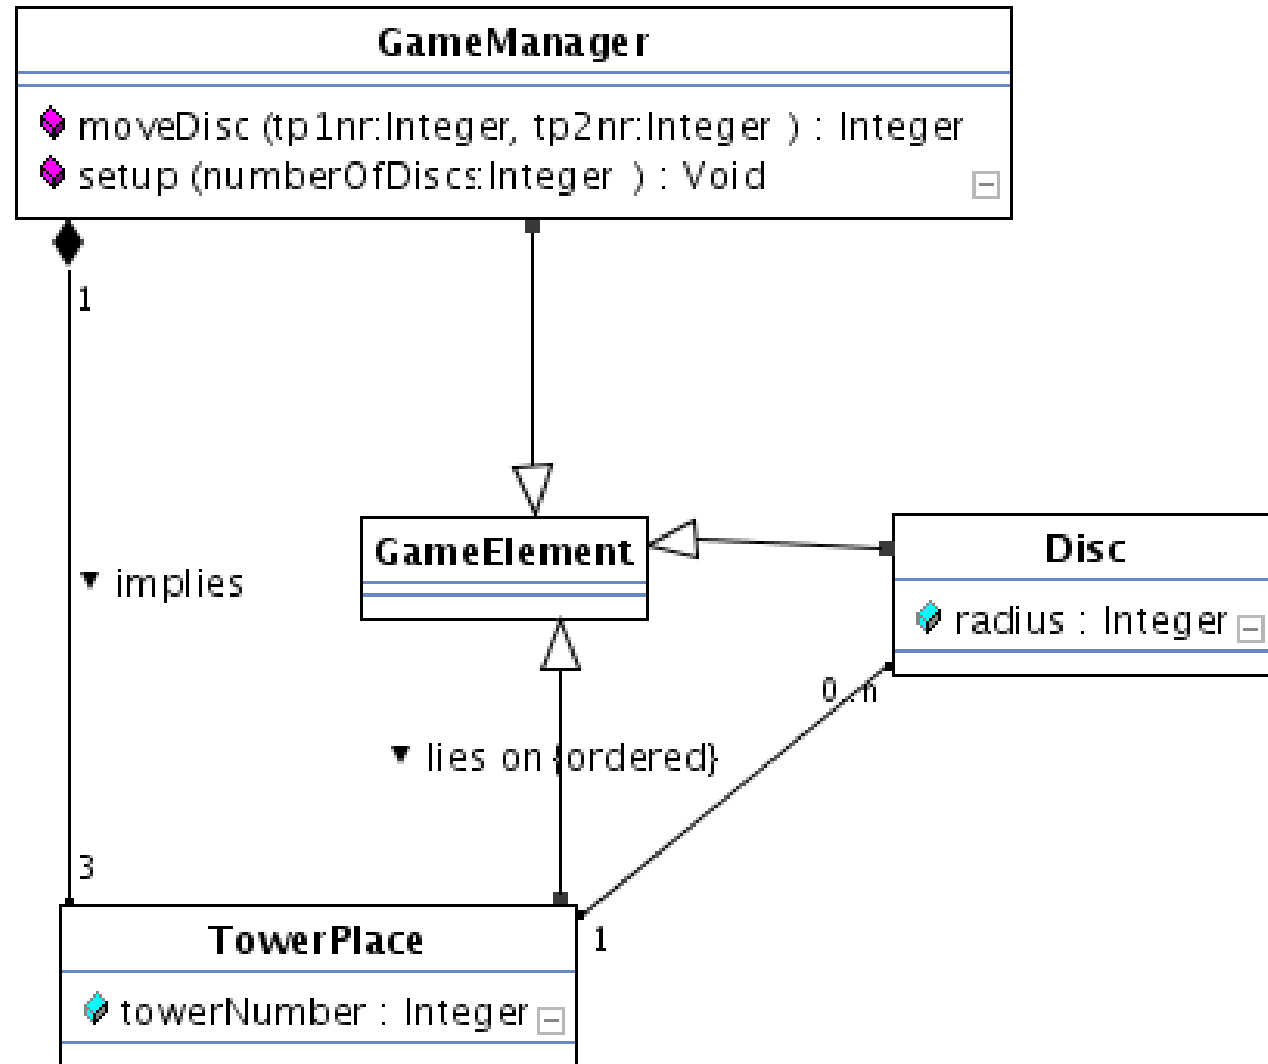 GameManager
moveDisc (tp1nr:Integer, tp2nr:Integer ) : Integer
setup (numberOfDiscs:Integer ) : Void
1
GameElement
Disc
▼ implies
radius : Integer
0..n
▼ lies on {ordered}
3
TowerPlace
1
towerNumber : Integer